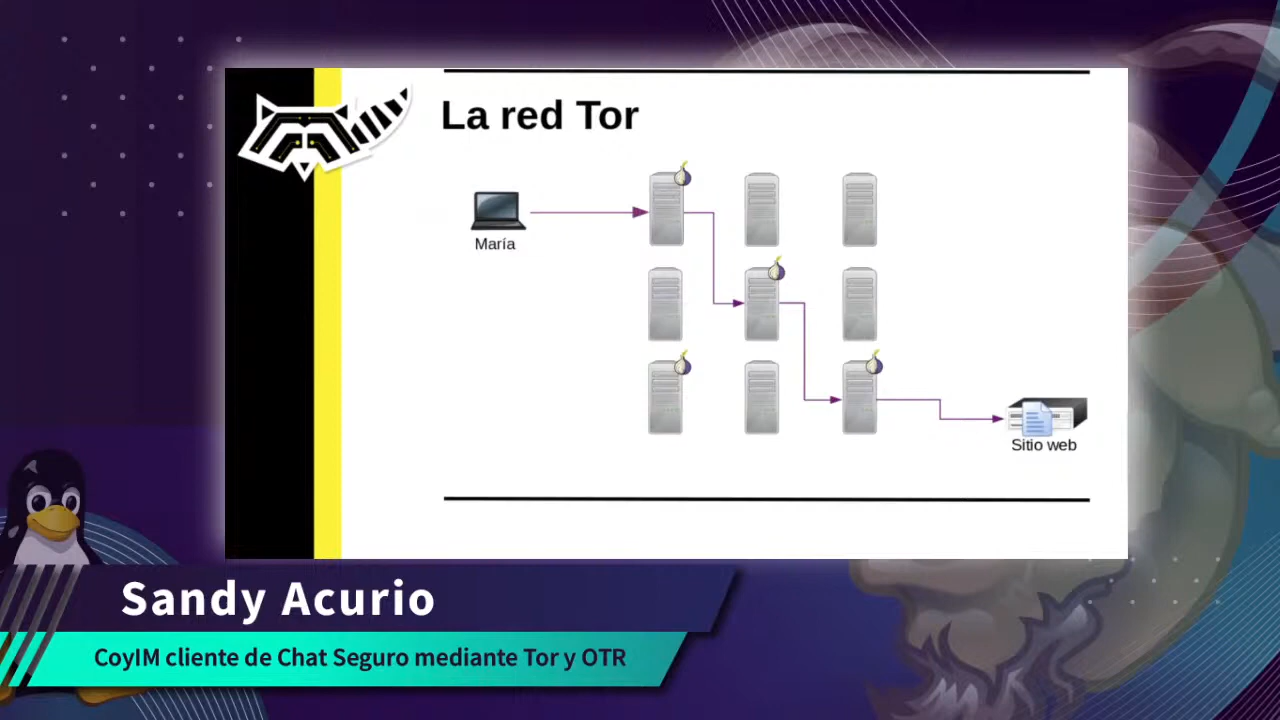 La red Tor
María
Sitio web
Sandy Acurio
CoyIM cliente de Chat Seguro mediante Tor y OTR